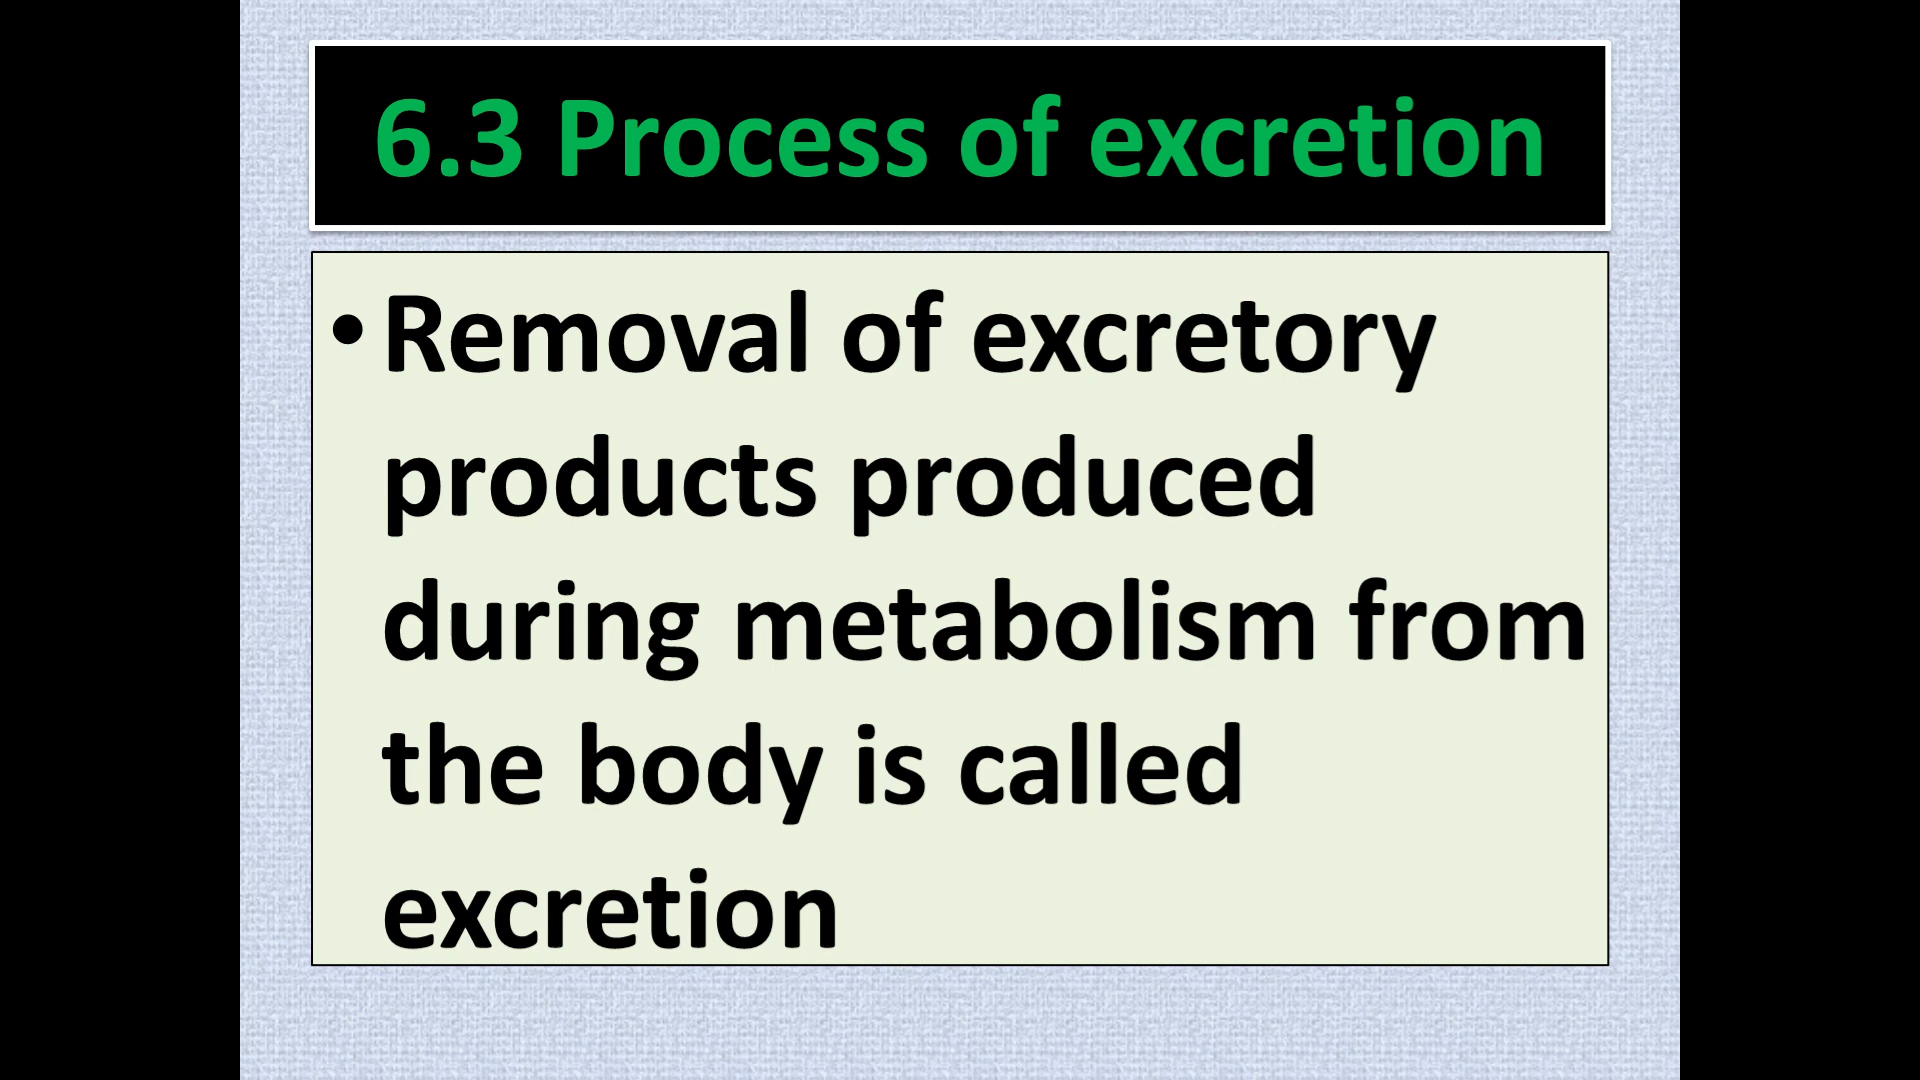 6.3 Process of excretion
• Removal of excretory
products produced
during metabolism from
the body is called
excretion